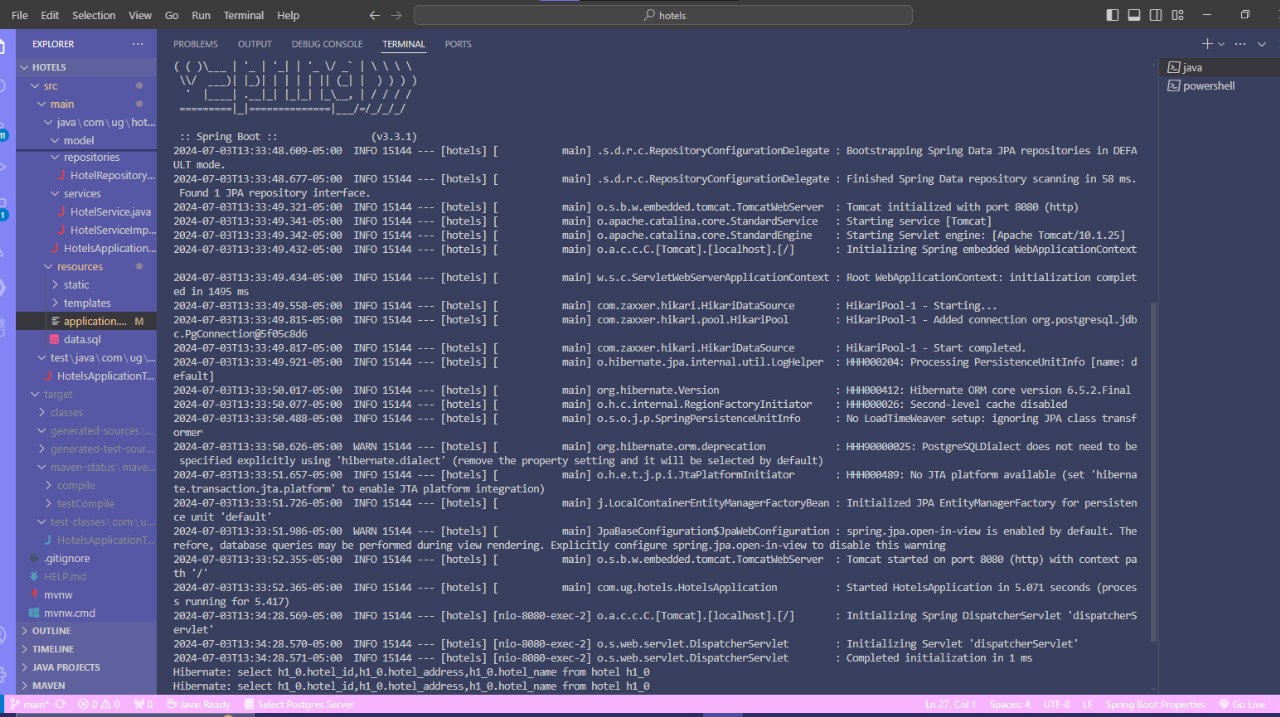 File Edit Selection View Go Run Terminal Help
hotels
EXPLORER
PROBLEMS OUTPUT DEBUG CONSOLE TERMINAL PORTS
HOTELS
src
main
java\com\ug\hot...
model
repositories
HotelRepository...
services
HotelService.java
HotelServiceImp...
HotelsApplication...
resources
static
templates
application.... M
data.sql
test\java\com\ug\...
HotelsApplicationT...
target
classes
generated-sources\...
generated-test-sour...
maven-status\mave...
compile
testCompile
test-classes\com\u...
HotelsApplicationT...
.gitignore
HELP.md
mvnw
mvnw.cmd
OUTLINE
TIMELINE
JAVA PROJECTS
MAVEN
( ( )\___ | '_ | '_| | '_ \/ _` | \ \ \ \
\\/ ___)| |_)| | | | | || (_| | ) ) ) )
' |____| .__|_| |_|_| |_\__, | / / / /
=========|_|==============|___/=/_/_/_/
:: Spring Boot :: (v3.3.1)
2024-07-03T13:33:48.609-05:00 INFO 15144 --- [hotels] [ main] .s.d.r.c.RepositoryConfigurationDelegate : Bootstrapping Spring Data JPA repositories in DEFA
ULT mode.
2024-07-03T13:33:48.677-05:00 INFO 15144 --- [hotels] [ main] .s.d.r.c.RepositoryConfigurationDelegate : Finished Spring Data repository scanning in 58 ms.
Found 1 JPA repository interface.
2024-07-03T13:33:49.321-05:00 INFO 15144 --- [hotels] [ main] o.s.b.w.embedded.tomcat.TomcatWebServer : Tomcat initialized with port 8080 (http)
2024-07-03T13:33:49.341-05:00 INFO 15144 --- [hotels] [ main] o.apache.catalina.core.StandardService : Starting service [Tomcat]
2024-07-03T13:33:49.342-05:00 INFO 15144 --- [hotels] [ main] o.apache.catalina.core.StandardEngine : Starting Servlet engine: [Apache Tomcat/10.1.25]
2024-07-03T13:33:49.432-05:00 INFO 15144 --- [hotels] [ main] o.a.c.c.C.[Tomcat].[localhost].[/] : Initializing Spring embedded WebApplicationContext
2024-07-03T13:33:49.434-05:00 INFO 15144 --- [hotels] [ main] w.s.c.ServletWebServerApplicationContext : Root WebApplicationContext: initialization complet
ed in 1495 ms
2024-07-03T13:33:49.558-05:00 INFO 15144 --- [hotels] [ main] com.zaxxer.hikari.HikariDataSource : HikariPool-1 - Starting...
2024-07-03T13:33:49.815-05:00 INFO 15144 --- [hotels] [ main] com.zaxxer.hikari.pool.HikariPool : HikariPool-1 - Added connection org.postgresql.jdb
c.PgConnection@5f05c8d6
2024-07-03T13:33:49.817-05:00 INFO 15144 --- [hotels] [ main] com.zaxxer.hikari.HikariDataSource : HikariPool-1 - Start completed.
2024-07-03T13:33:49.921-05:00 INFO 15144 --- [hotels] [ main] o.hibernate.jpa.internal.util.LogHelper : HHH000204: Processing PersistenceUnitInfo [name: d
efault]
2024-07-03T13:33:50.017-05:00 INFO 15144 --- [hotels] [ main] org.hibernate.Version : HHH000412: Hibernate ORM core version 6.5.2.Final
2024-07-03T13:33:50.077-05:00 INFO 15144 --- [hotels] [ main] o.h.c.internal.RegionFactoryInitiator : HHH000026: Second-level cache disabled
2024-07-03T13:33:50.488-05:00 INFO 15144 --- [hotels] [ main] o.s.o.j.p.SpringPersistenceUnitInfo : No LoadTimeWeaver setup: ignoring JPA class transf
ormer
2024-07-03T13:33:50.626-05:00 WARN 15144 --- [hotels] [ main] org.hibernate.orm.deprecation : HHH90000025: PostgreSQLDialect does not need to be
specified explicitly using 'hibernate.dialect' (remove the property setting and it will be selected by default)
2024-07-03T13:33:51.657-05:00 INFO 15144 --- [hotels] [ main] o.h.e.t.j.p.i.JtaPlatformInitiator : HHH000489: No JTA platform available (set 'hiberna
te.transaction.jta.platform' to enable JTA platform integration)
2024-07-03T13:33:51.726-05:00 INFO 15144 --- [hotels] [ main] j.LocalContainerEntityManagerFactoryBean : Initialized JPA EntityManagerFactory for persisten
ce unit 'default'
2024-07-03T13:33:51.986-05:00 WARN 15144 --- [hotels] [ main] JpaBaseConfiguration$JpaWebConfiguration : spring.jpa.open-in-view is enabled by default. The
refore, database queries may be performed during view rendering. Explicitly configure spring.jpa.open-in-view to disable this warning
2024-07-03T13:33:52.355-05:00 INFO 15144 --- [hotels] [ main] o.s.b.w.embedded.tomcat.TomcatWebServer : Tomcat started on port 8080 (http) with context pa
th '/'
2024-07-03T13:33:52.365-05:00 INFO 15144 --- [hotels] [ main] com.ug.hotels.HotelsApplication : Started HotelsApplication in 5.071 seconds (proces
s running for 5.417)
2024-07-03T13:34:28.569-05:00 INFO 15144 --- [hotels] [nio-8080-exec-2] o.a.c.c.C.[Tomcat].[localhost].[/] : Initializing Spring DispatcherServlet 'dispatcherS
ervlet'
2024-07-03T13:34:28.570-05:00 INFO 15144 --- [hotels] [nio-8080-exec-2] o.s.web.servlet.DispatcherServlet : Initializing Servlet 'dispatcherServlet'
2024-07-03T13:34:28.571-05:00 INFO 15144 --- [hotels] [nio-8080-exec-2] o.s.web.servlet.DispatcherServlet : Completed initialization in 1 ms
Hibernate: select h1_0.hotel_id,h1_0.hotel_address,h1_0.hotel_name from hotel h1_0
Hibernate: select h1_0.hotel_id,h1_0.hotel_address,h1_0.hotel_name from hotel h1_0
java
powershell
main* 0 0 0 Java: Ready Select Postgres Server Ln 27, Col 1 Spaces: 4 UTF-8 LF Spring Boot Properties Go Live